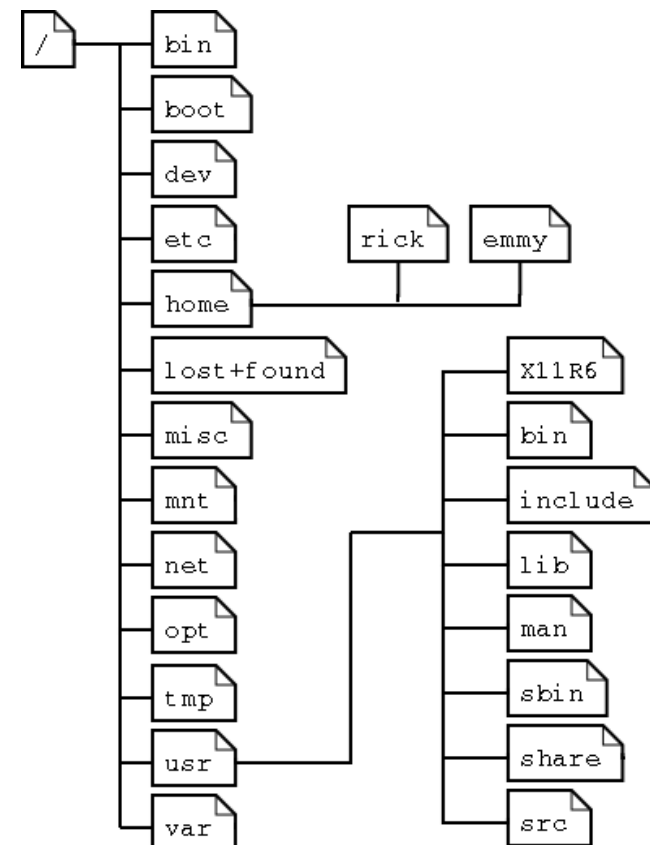 /
bin
boot
dev
etc
rick
emmy
home
lost+found
X11R6
misc
bin
mnt
include
net
lib
opt
man
tmp
sbin
usr
share
var
src